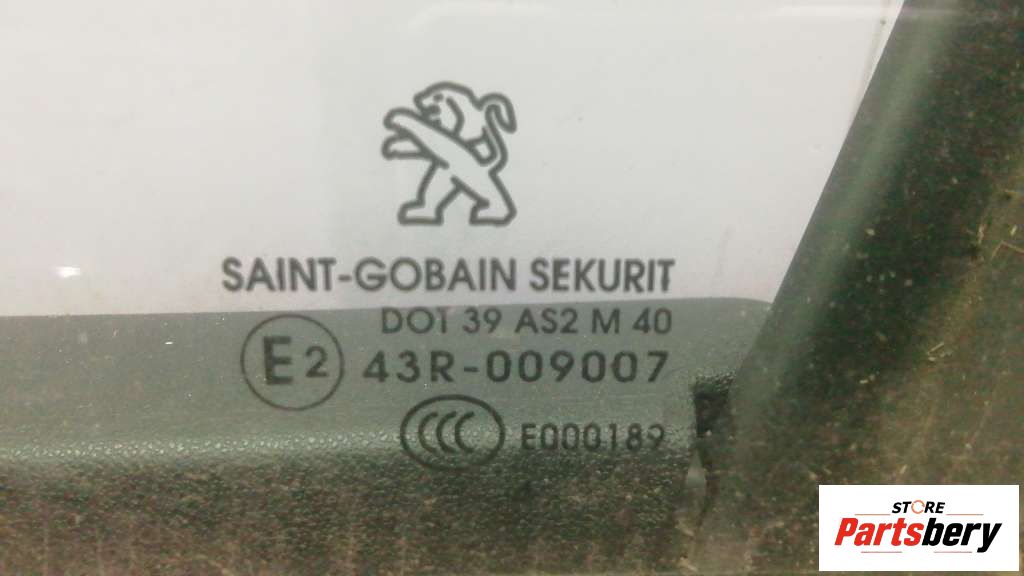 SAINT-GOBAIN SEKURIT
DOT 39 AS2 M 40
E2 43R-009007
CCC E000189
STORE
Partsbery